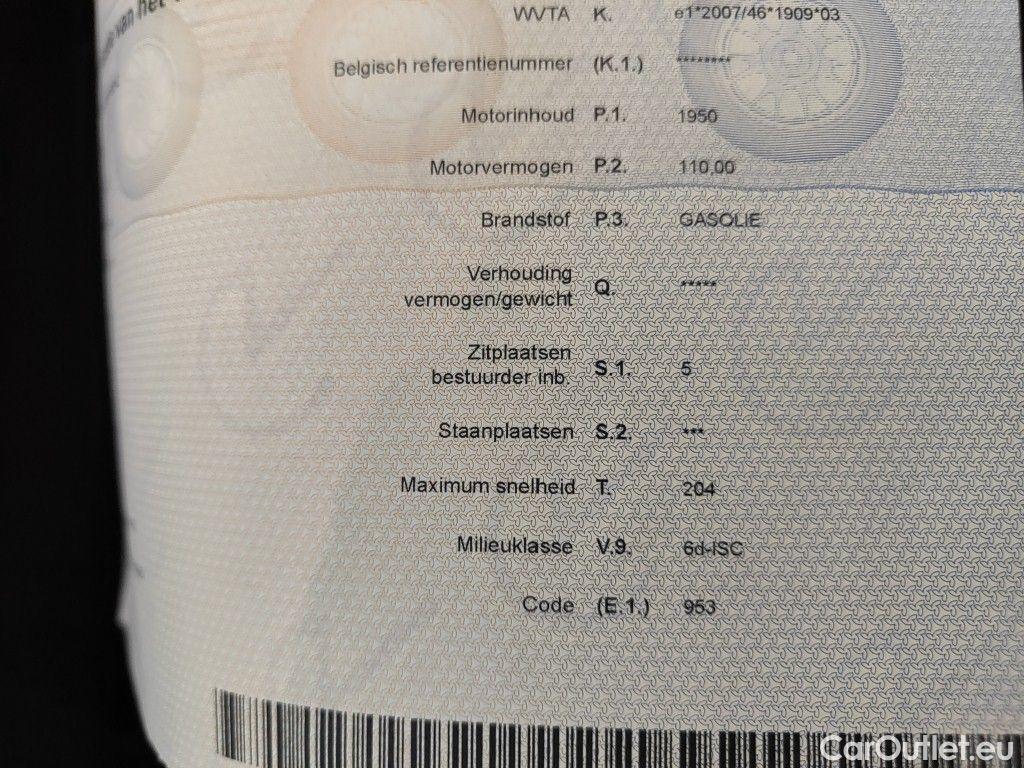 van het
WVTA K. e1*2007/46*1909*03
Belgisch referentienummer (K.1.) ********
Motorinhoud P.1. 1950
Motorvermogen P.2. 110.00
Brandstof P.3. GASOLIE
Verhouding
vermogen/gewicht Q. *****
Zitplaatsen
bestuurder inb. S.1. 5
Staanplaatsen S.2. ***
Maximum snelheid T. 204
Milieuklasse V.9. 6d-ISC
Code (E.1.) 953
CarOutlet.eu